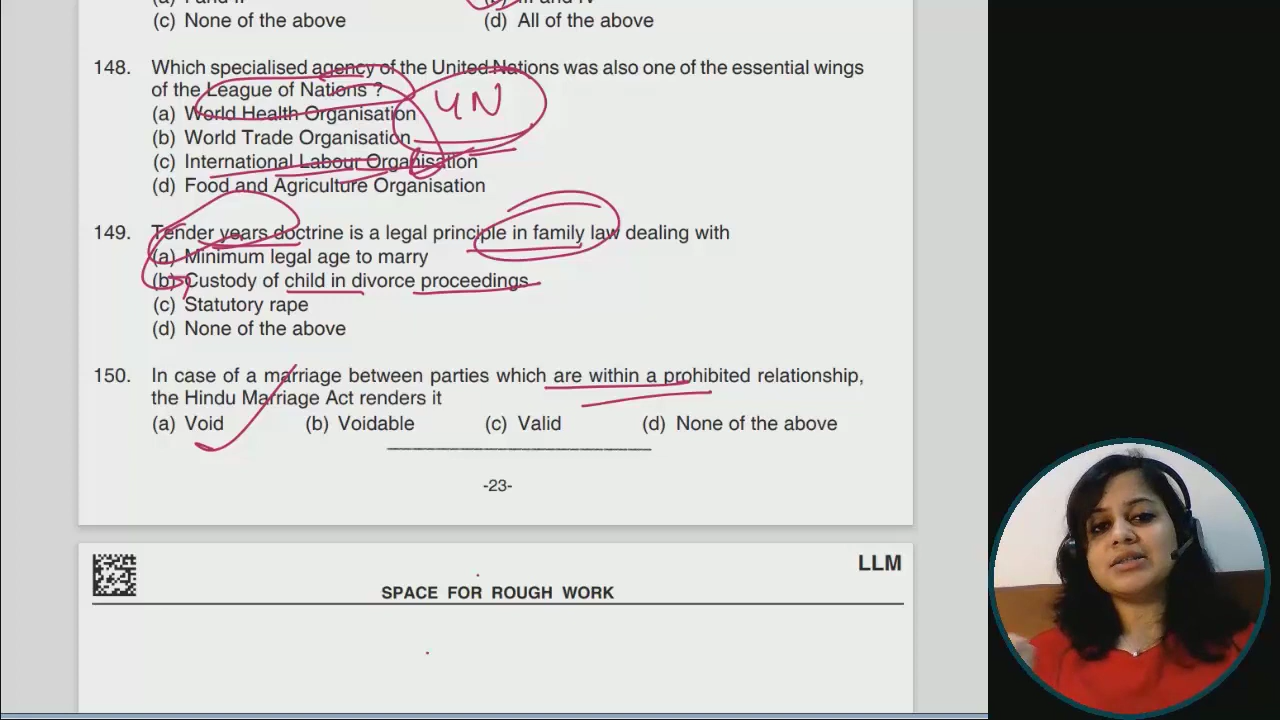 (c) None of the above (d) All of the above
148. Which specialised agency of the United Nations was also one of the essential wings
of the League of Nations ?
(a) World Health Organisation
UN
(b) World Trade Organisation
(c) International Labour Organisation
(d) Food and Agriculture Organisation
149. Tender years doctrine is a legal principle in family law dealing with
(a) Minimum legal age to marry
(b) Custody of child in divorce proceedings
(c) Statutory rape
(d) None of the above
150. In case of a marriage between parties which are within a prohibited relationship,
the Hindu Marriage Act renders it
(a) Void (b) Voidable (c) Valid (d) None of the above
-23-
LLM
SPACE FOR ROUGH WORK